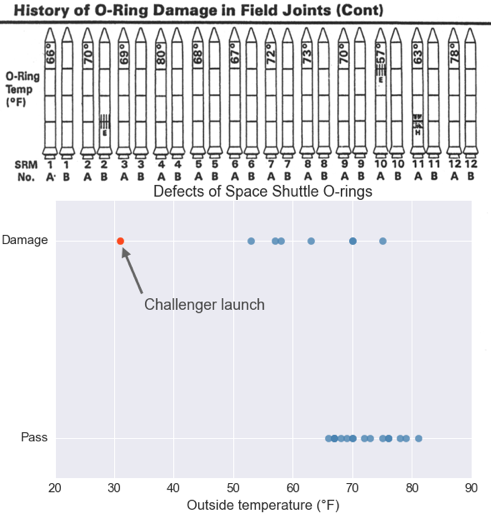 History of O-Ring Damage in Field Joints (Cont)
66° 70° 69° 80° 68° 67° 72° 73° 70° 57° 63° 78°
O-Ring
Temp
(°F)
E
E
H
SRM 1 1 2 2 3 3 4 4 5 5 6 6 7 7 8 8 9 9 10 10 11 11 12 12
No. A B A B A B A B A B A B A B A B A B A B A B A B
Defects of Space Shuttle O-rings
Damage
Challenger launch
Pass
20 30 40 50 60 70 80 90
Outside temperature (°F)